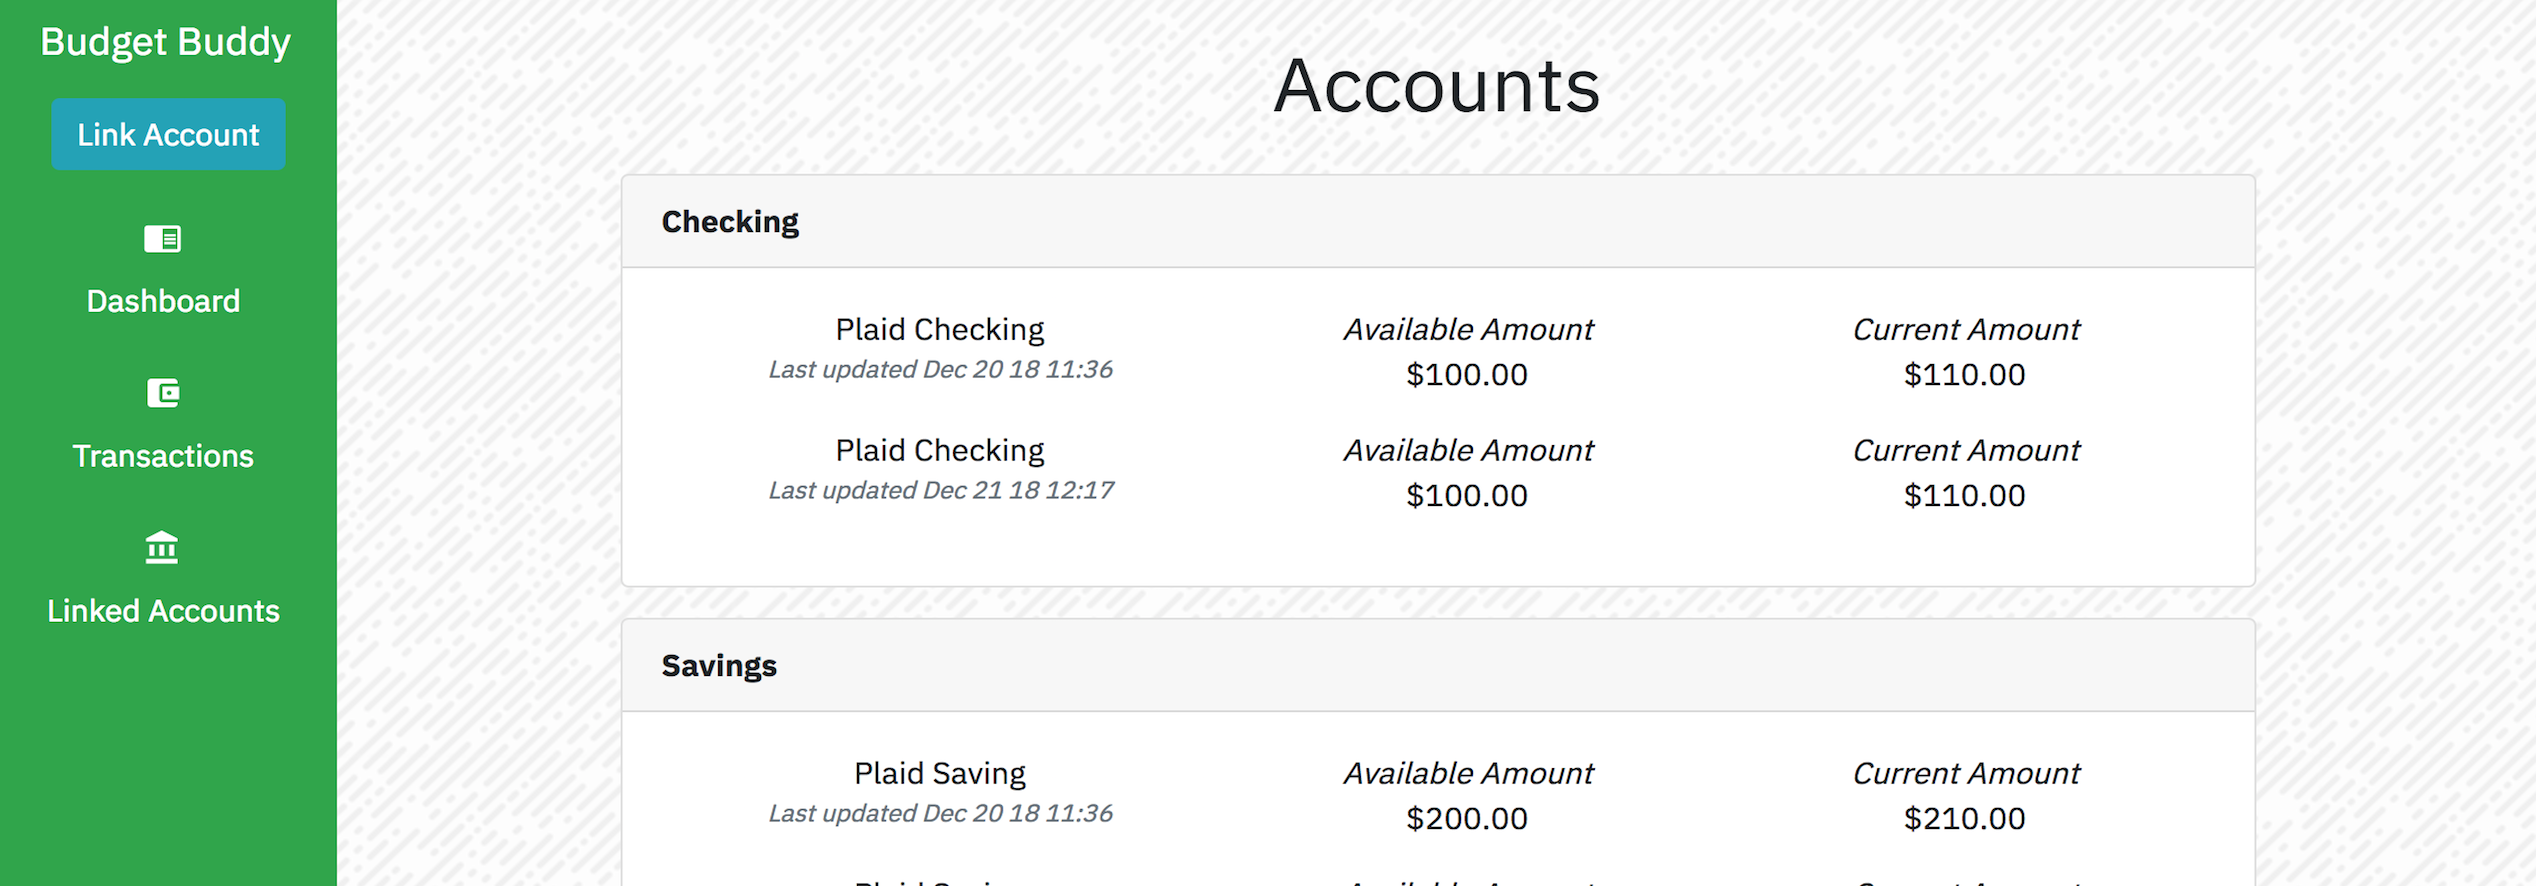 Budget Buddy
Link Account
Dashboard
Transactions
Linked Accounts
Accounts
Checking
Plaid Checking Available Amount Current Amount
Last updated Dec 20 18 11:36 $100.00 $110.00
Plaid Checking Available Amount Current Amount
Last updated Dec 21 18 12:17 $100.00 $110.00
Savings
Plaid Saving Available Amount Current Amount
Last updated Dec 20 18 11:36 $200.00 $210.00